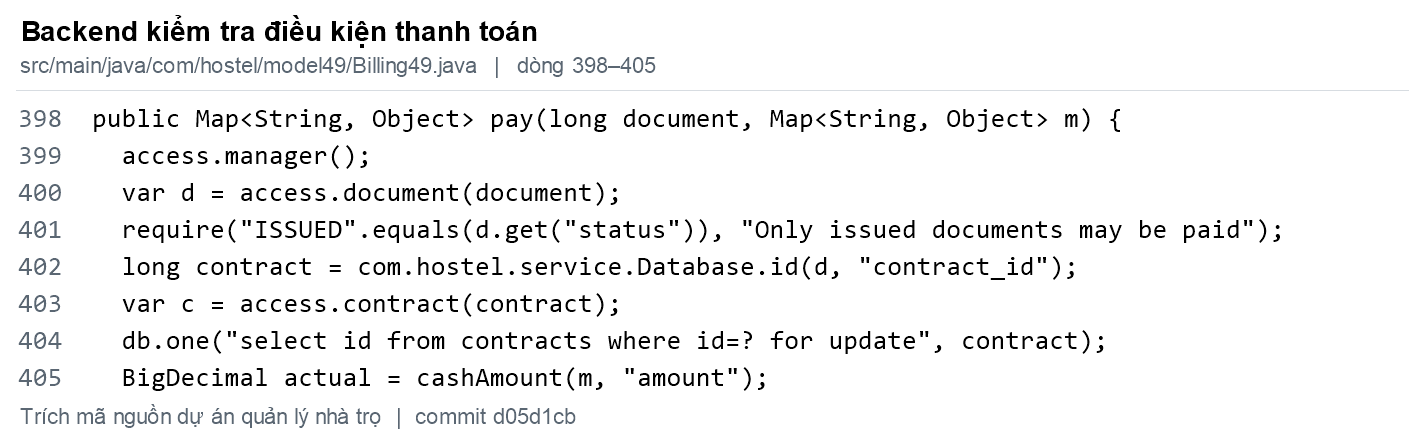 Backend kiểm tra điều kiện thanh toán
src/main/java/com/hostel/model49/Billing49.java | dòng 398–405
398 public Map<String, Object> pay(long document, Map<String, Object> m) {
399 access.manager();
400 var d = access.document(document);
401 require("ISSUED".equals(d.get("status")), "Only issued documents may be paid");
402 long contract = com.hostel.service.Database.id(d, "contract_id");
403 var c = access.contract(contract);
404 db.one("select id from contracts where id=? for update", contract);
405 BigDecimal actual = cashAmount(m, "amount");
Trích mã nguồn dự án quản lý nhà trọ | commit d05d1cb